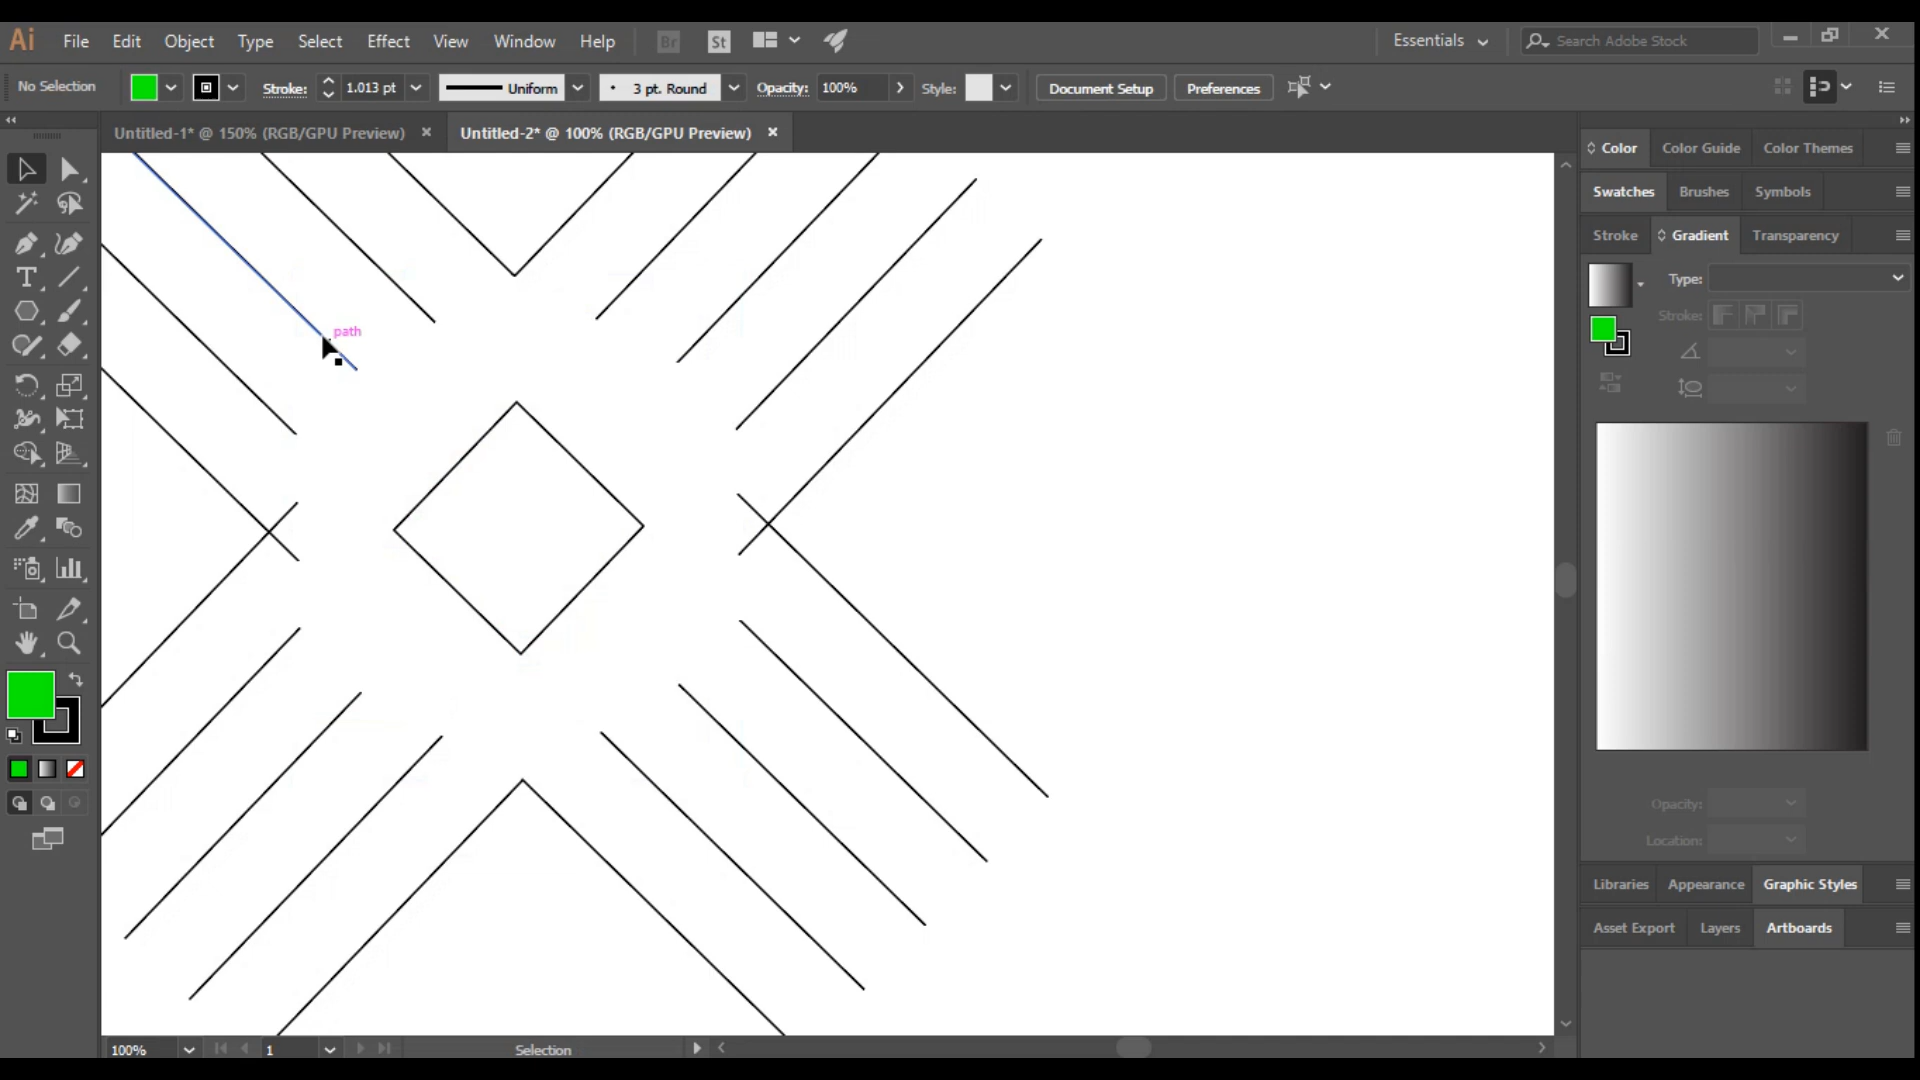 Ai File Edit Object Type Select Effect View Window Help Br St Essentials Search Adobe Stock
No Selection Stroke: 1.013 pt Uniform 3 pt. Round Opacity: 100% Style: Document Setup Preferences
Untitled-1* @ 150% (RGB/GPU Preview) Untitled-2* @ 100% (RGB/GPU Preview)
Color Color Guide Color Themes
Swatches Brushes Symbols
Stroke Gradient Transparency
Type:
Stroke:
path
Opacity:
Location:
Libraries Appearance Graphic Styles
Asset Export Layers Artboards
100% 1 Selection